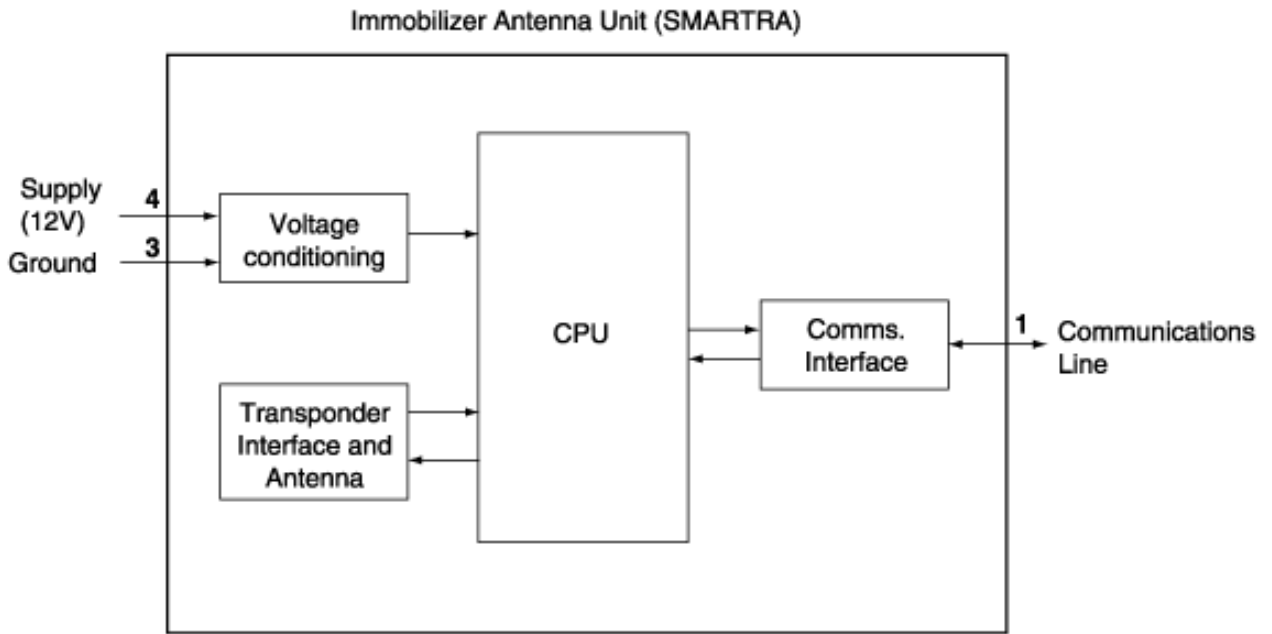 Immobilizer Antenna Unit (SMARTRA)
Supply
(12V)
4
Ground
3
Voltage
conditioning
CPU
Transponder
Interface and
Antenna
Comms.
Interface
1
Communications
Line